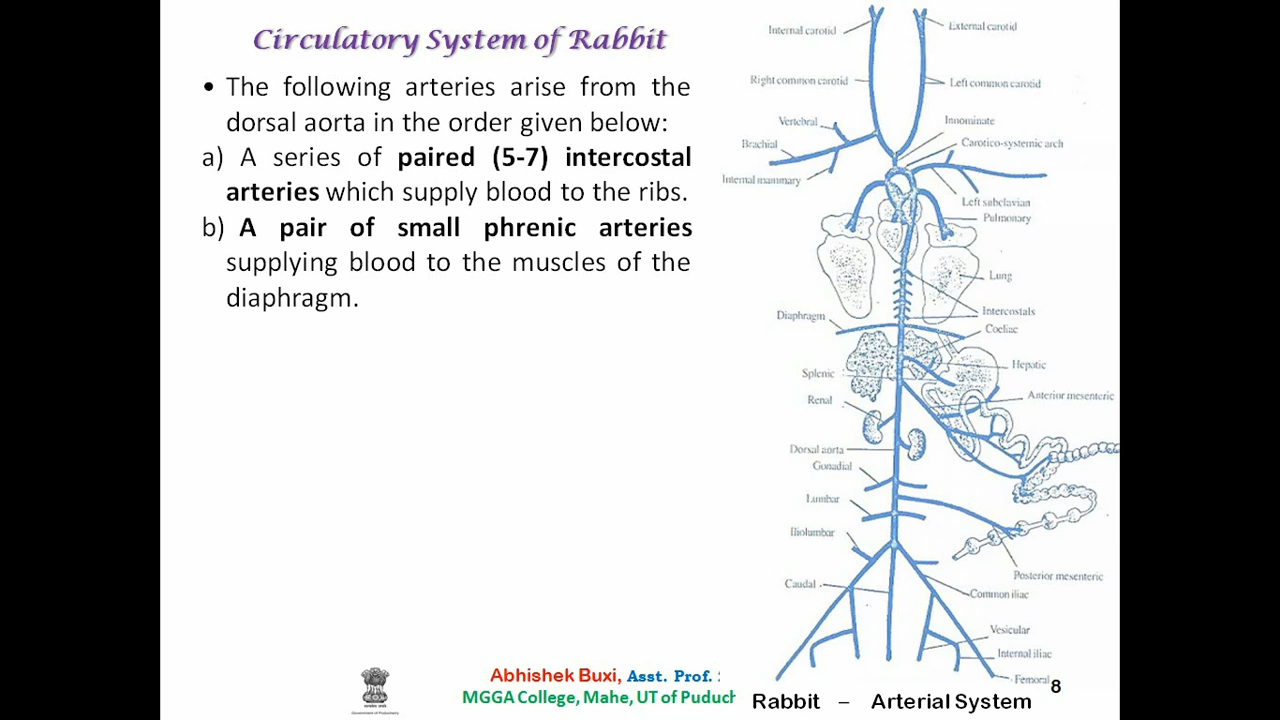 Circulatory System of Rabbit
• The following arteries arise from the
dorsal aorta in the order given below:
a) A series of paired (5-7) intercostal
arteries which supply blood to the ribs.
b) A pair of small phrenic arteries
supplying blood to the muscles of the
diaphragm.
Internal carotid
External carotid
Right common carotid
Left common carotid
Vertebral
Innominate
Brachial
Carotico-systemic arch
Internal mammary
Left subclavian
Pulmonary
Lung
Diaphragm
Intercostals
Coeliac
Splenic
Hepatic
Renal
Anterior mesenteric
Dorsal aorta
Gonadial
Lumbar
Iliolumbar
Posterior mesenteric
Caudal
Common iliac
Vesicular
Internal iliac
Femoral
Abhishek Buxi, Asst. Prof.
MGGA College, Mahe, UT of Puduch
Rabbit – Arterial System
8